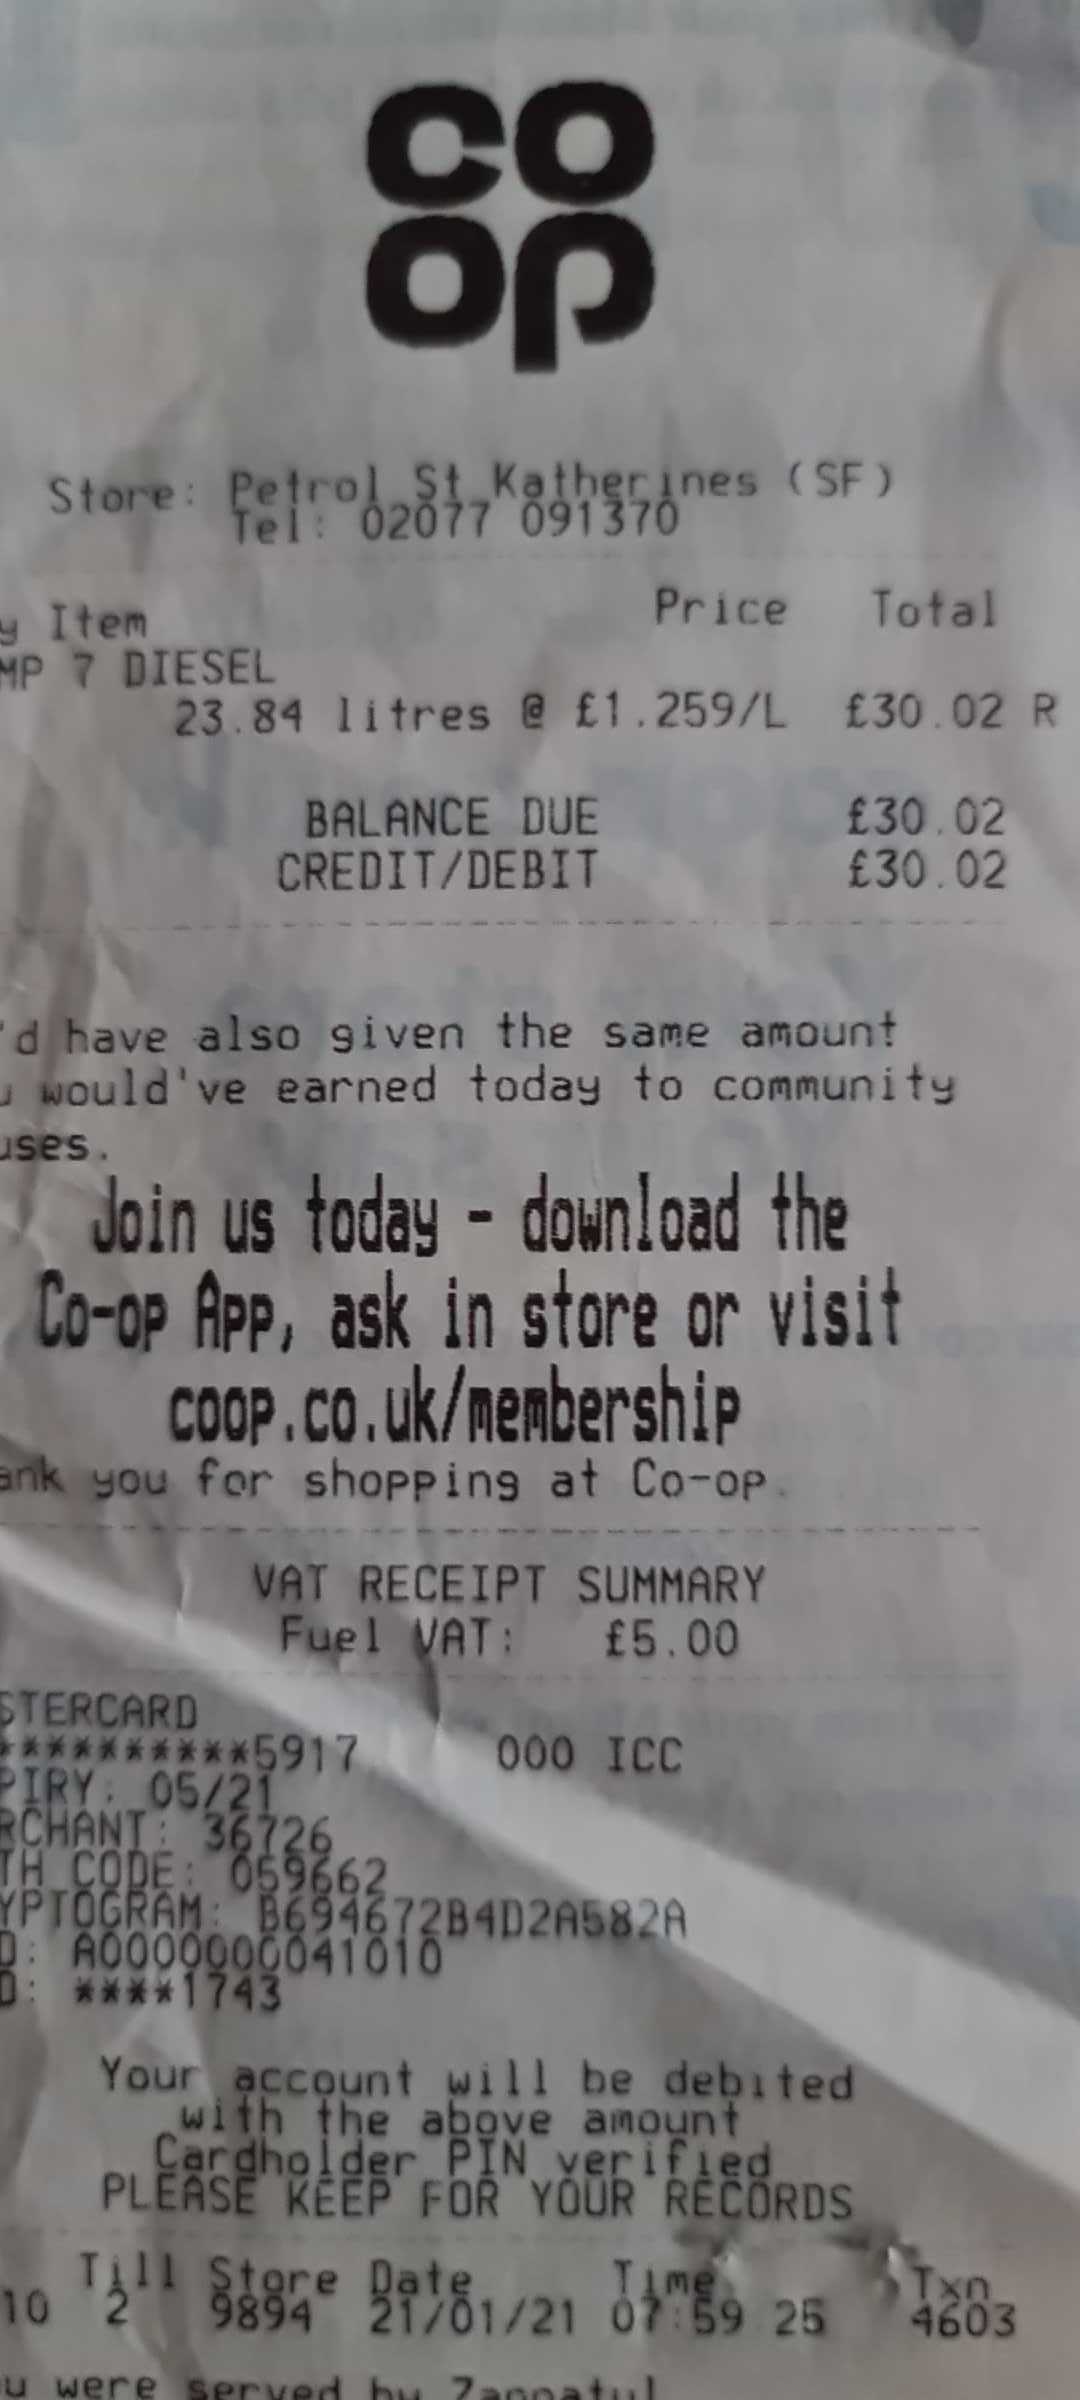 co
op
Store: Petrol St Katherines (SF)
Tel: 02077 091370
y Item Price Total
MP 7 DIESEL
23.84 litres @ £1.259/L £30.02 R
BALANCE DUE £30.02
CREDIT/DEBIT £30.02
'd have also given the same amount
u would've earned today to community
uses.
Join us today - download the
Co-op App, ask in store or visit
coop.co.uk/membership
ank you for shopping at Co-op.
VAT RECEIPT SUMMARY
Fuel VAT: £5.00
STERCARD
**********5917 000 ICC
PIRY: 05/21
RCHANT: 36726
TH CODE: 059662
YPTOGRAM: B694672B4D2A582A
D: A0000000041010
D: ****1743
Your account will be debited
with the above amount
Cardholder PIN verified
PLEASE KEEP FOR YOUR RECORDS
Till Store Date Time Txn
10 2 9894 21/01/21 07:59 25 4603
u were served by